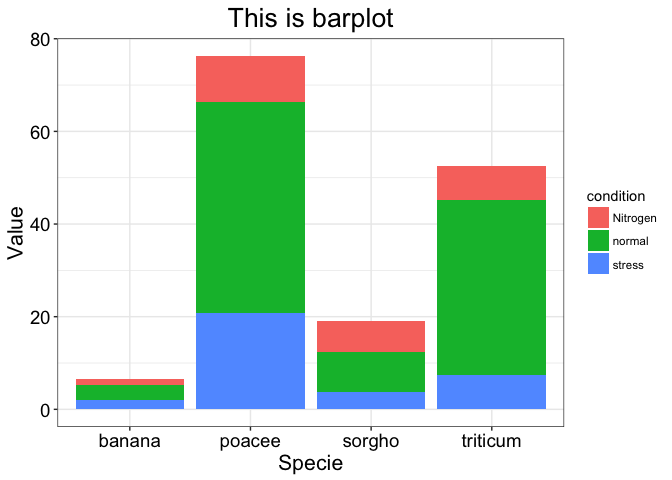 This is barplot
80
60
40
20
0
Value
banana poacee sorgho triticum
Specie
condition
Nitrogen
normal
stress